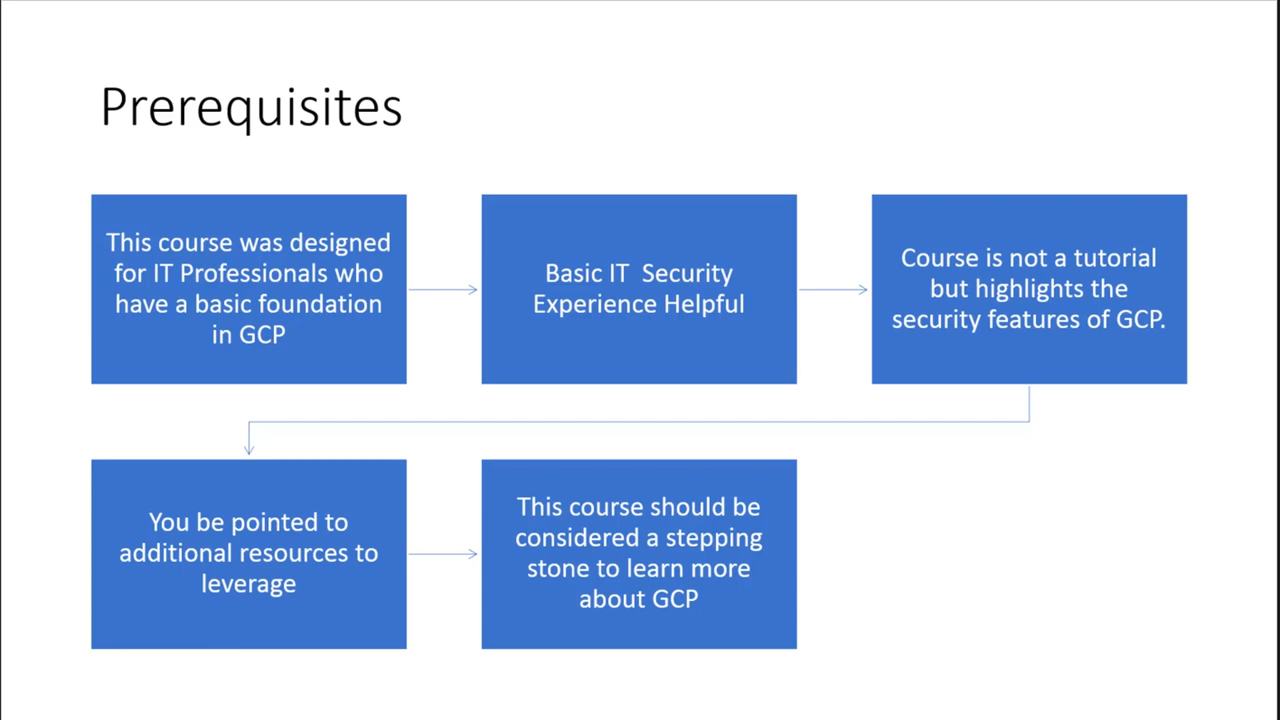 Prerequisites
This course was designed
for IT Professionals who
have a basic foundation
in GCP
Basic IT  Security
Experience Helpful
Course is not a tutorial
but highlights the
security features of GCP.
You be pointed to
additional resources to
leverage
This course should be
considered a stepping
stone to learn more
about GCP